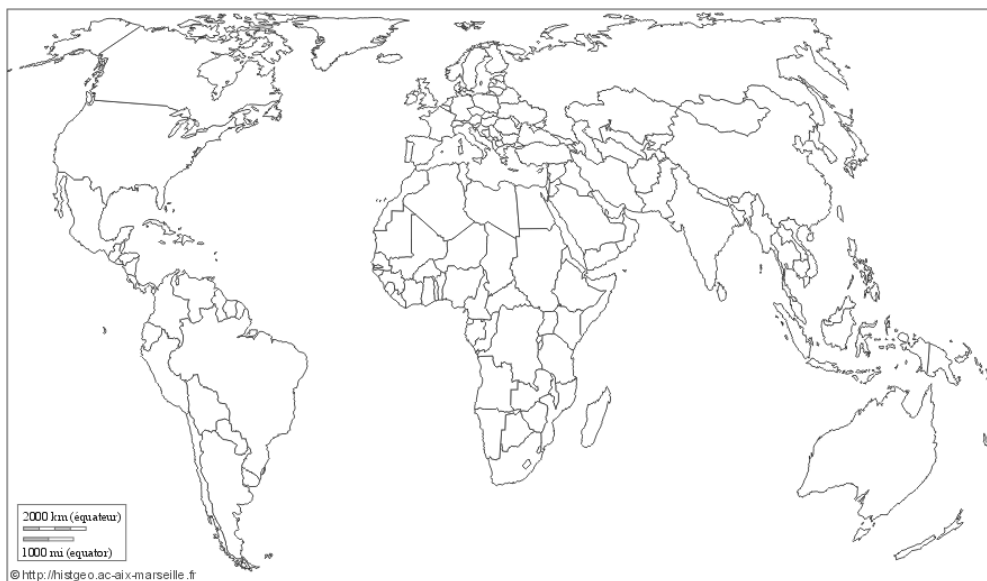 2000 km (équateur)
1000 mi (equator)
© http://histgeo.ac-aix-marseille.fr